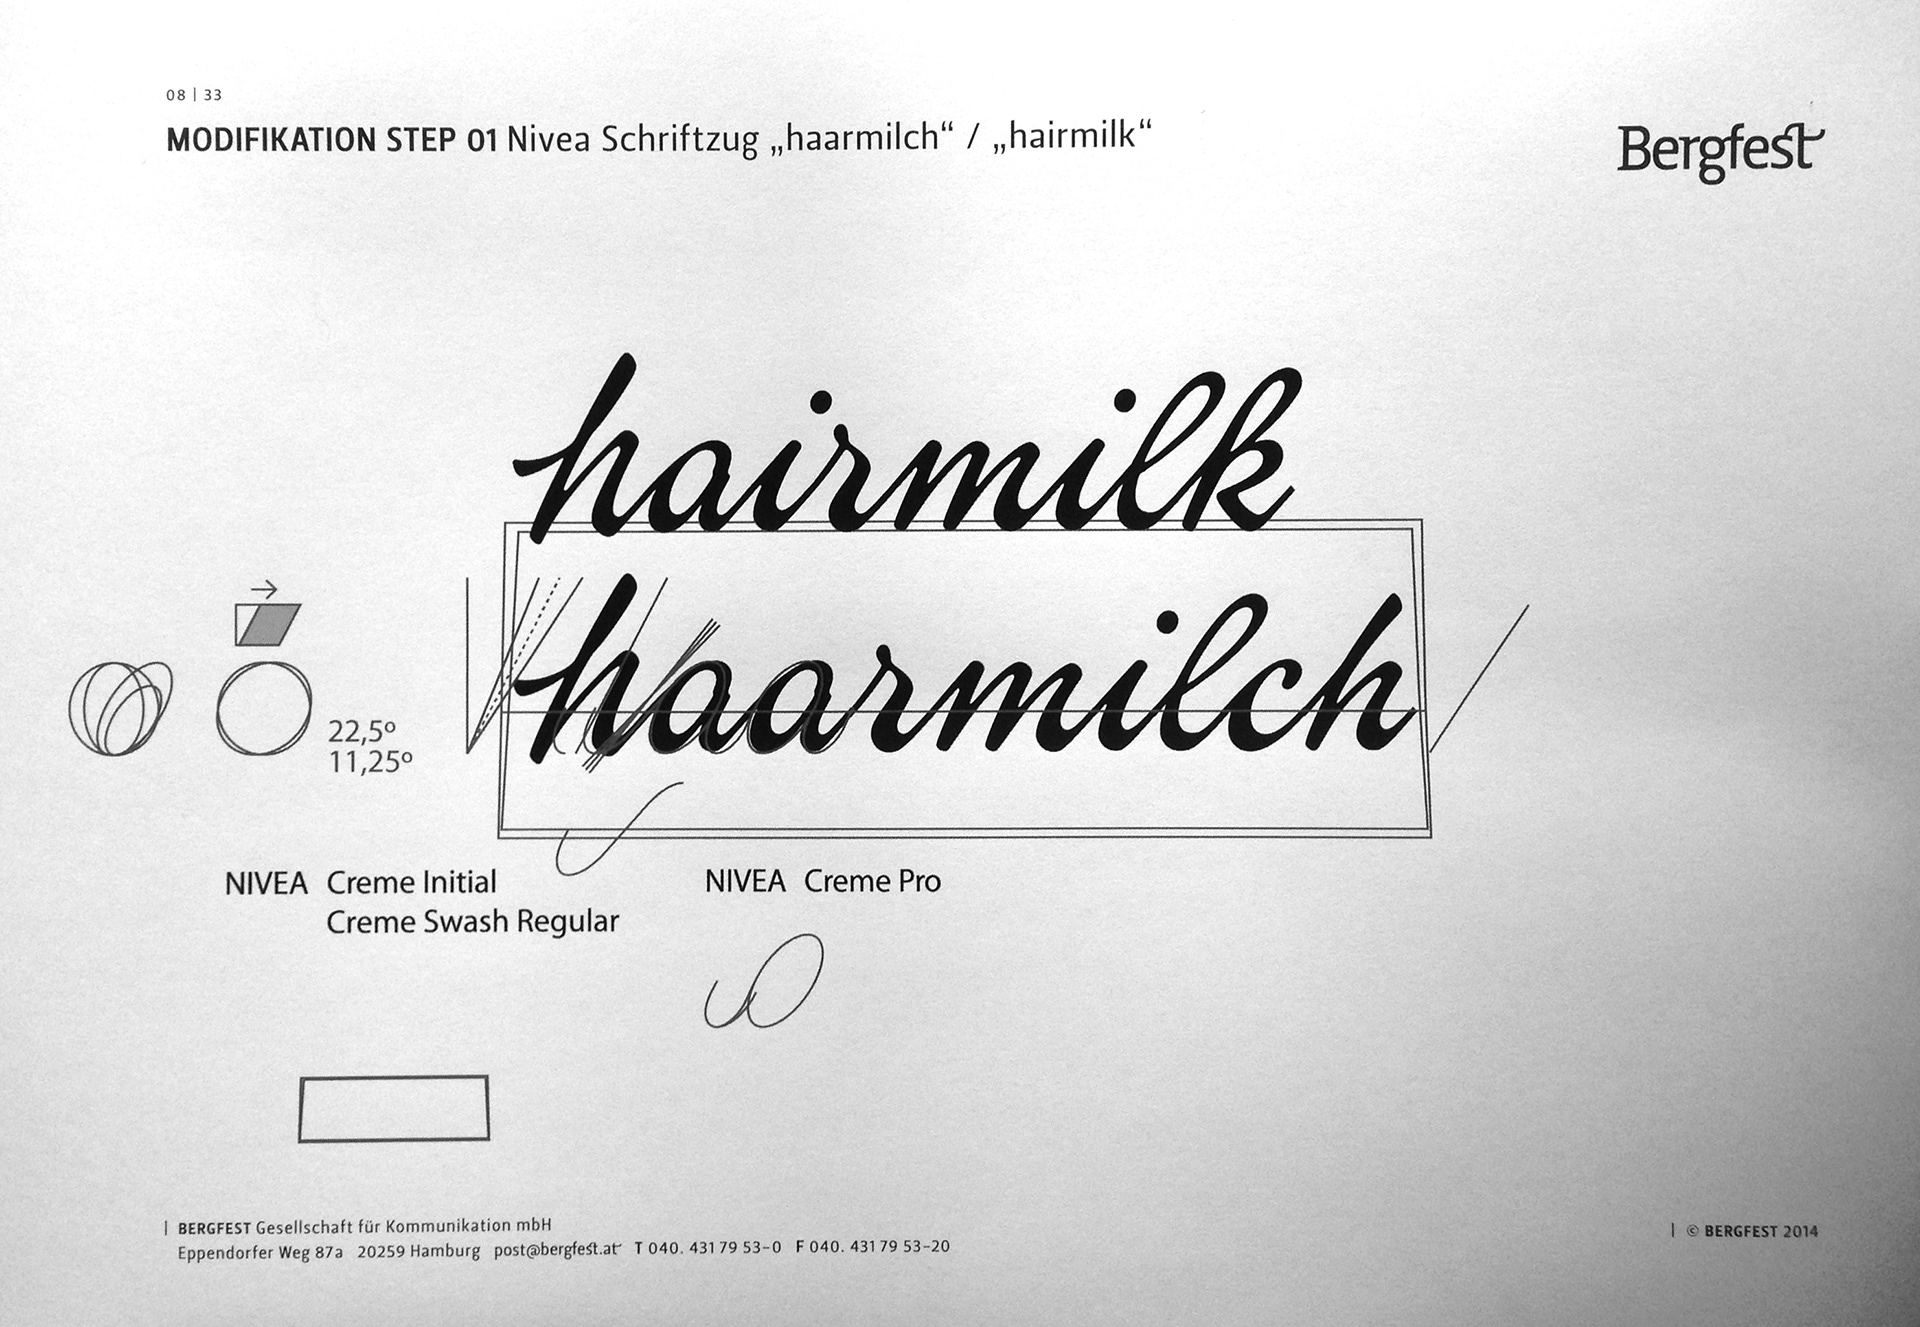 08 | 33
MODIFIKATION STEP 01 Nivea Schriftzug „haarmilch“ / „hairmilk“
Bergfest
hairmilk
haarmilch
22,5º
11,25º
NIVEA Creme Initial
Creme Swash Regular
NIVEA Creme Pro
| BERGFEST Gesellschaft für Kommunikation mbH
Eppendorfer Weg 87a 20259 Hamburg post@bergfest.at T 040. 431 79 53-0 F 040. 431 79 53-20
| © BERGFEST 2014